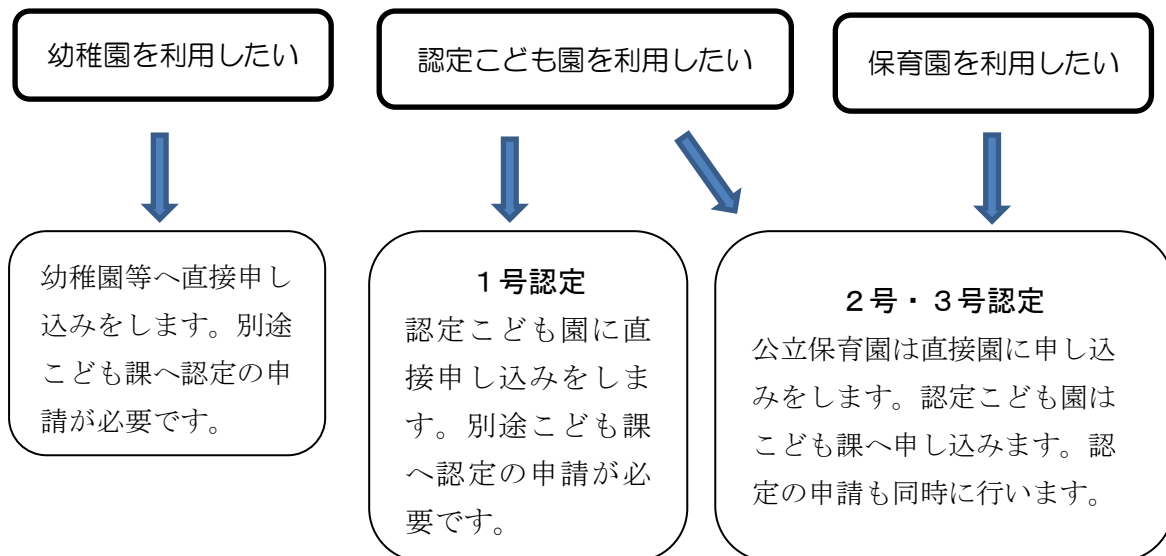 幼稚園を利用したい
認定こども園を利用したい
保育園を利用したい
幼稚園等へ直接申し
込みをします。別途
こども課へ認定の申
請が必要です。
１号認定
認定こども園に直
接申し込みをしま
す。別途こども課
へ認定の申請が必
要です。
２号・３号認定
公立保育園は直接園に申し込
みをします。認定こども園は
こども課へ申し込みます。認
定の申請も同時に行います。